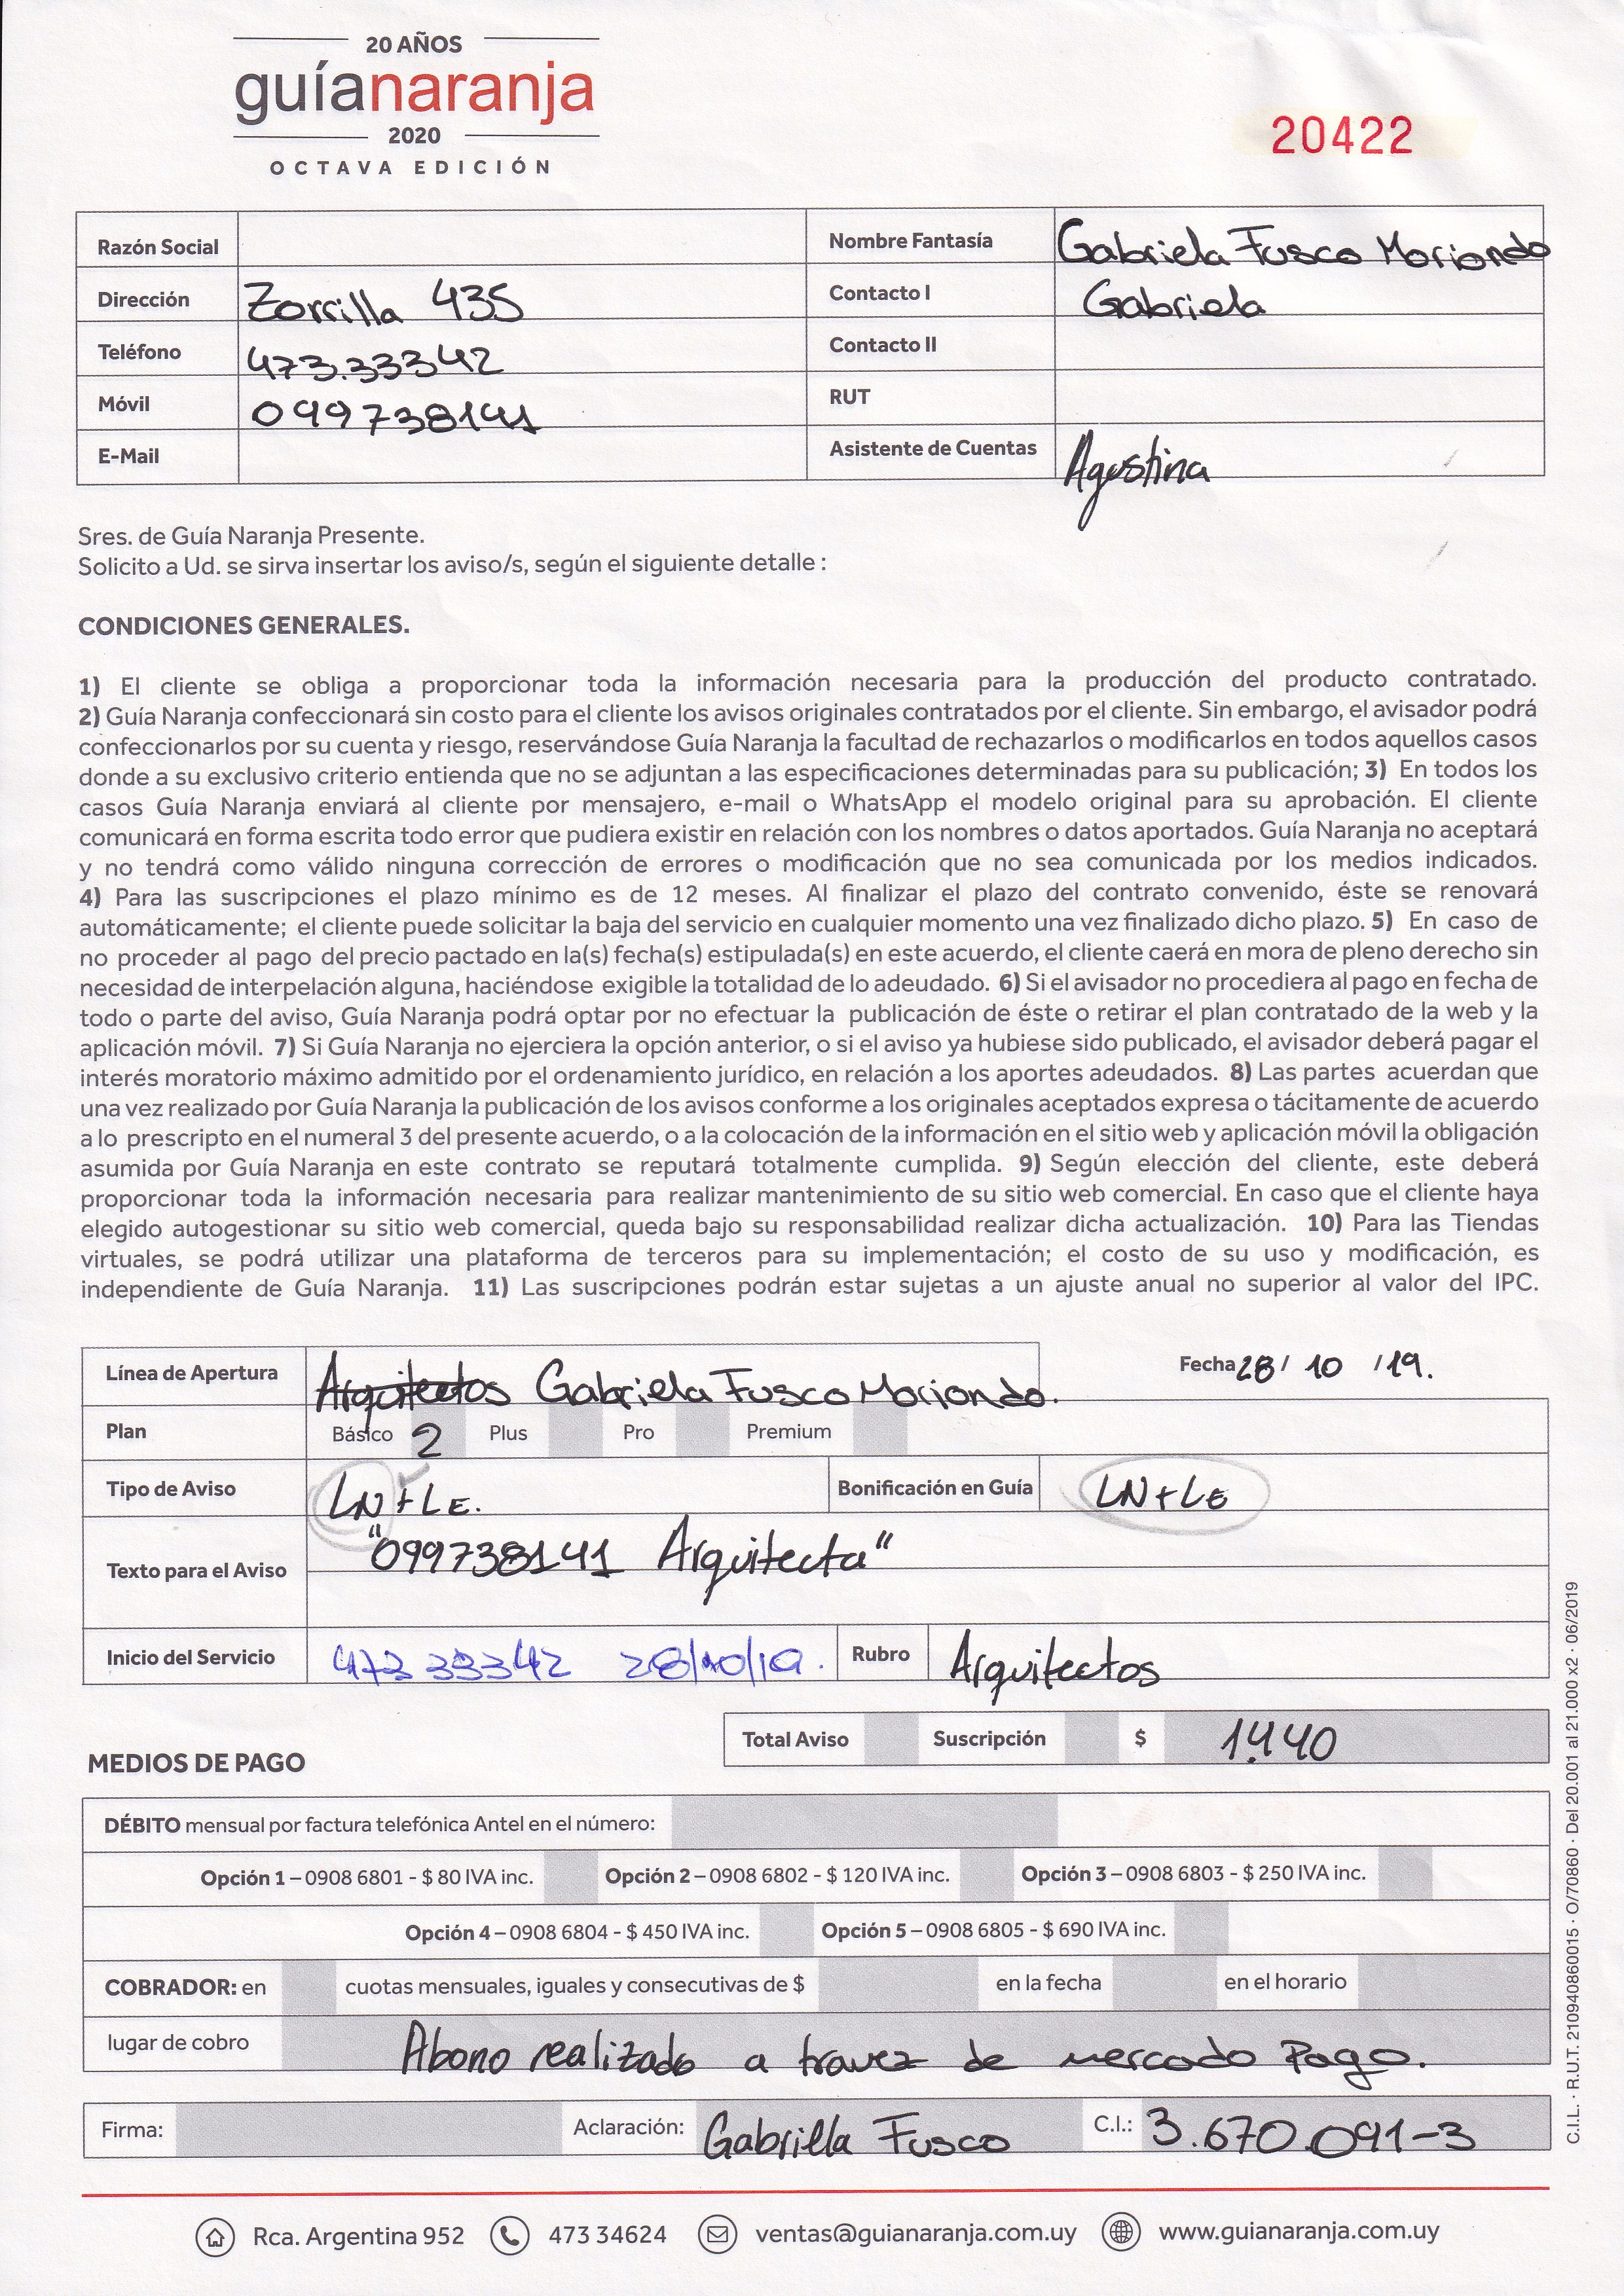 20 AÑOS
guíanaranja
2020
OCTAVA EDICIÓN
20422
Razón Social
Nombre Fantasía Gabriela Fusco Moriondo
Dirección Zorrilla 435
Contacto I Gabriela
Teléfono 473.33342
Contacto II
Móvil 099738141
RUT
E-Mail
Asistente de Cuentas Agostina
Sres. de Guía Naranja Presente.
Solicito a Ud. se sirva insertar los aviso/s, según el siguiente detalle :
CONDICIONES GENERALES.
1) El cliente se obliga a proporcionar toda la información necesaria para la producción del producto contratado.
2) Guía Naranja confeccionará sin costo para el cliente los avisos originales contratados por el cliente. Sin embargo, el avisador podrá
confeccionarlos por su cuenta y riesgo, reservándose Guía Naranja la facultad de rechazarlos o modificarlos en todos aquellos casos
donde a su exclusivo criterio entienda que no se adjuntan a las especificaciones determinadas para su publicación; 3) En todos los
casos Guía Naranja enviará al cliente por mensajero, e-mail o WhatsApp el modelo original para su aprobación. El cliente
comunicará en forma escrita todo error que pudiera existir en relación con los nombres o datos aportados. Guía Naranja no aceptará
y no tendrá como válido ninguna corrección de errores o modificación que no sea comunicada por los medios indicados.
4) Para las suscripciones el plazo mínimo es de 12 meses. Al finalizar el plazo del contrato convenido, éste se renovará
automáticamente; el cliente puede solicitar la baja del servicio en cualquier momento una vez finalizado dicho plazo. 5) En caso de
no proceder al pago del precio pactado en la(s) fecha(s) estipulada(s) en este acuerdo, el cliente caerá en mora de pleno derecho sin
necesidad de interpelación alguna, haciéndose exigible la totalidad de lo adeudado. 6) Si el avisador no procediera al pago en fecha de
todo o parte del aviso, Guía Naranja podrá optar por no efectuar la publicación de éste o retirar el plan contratado de la web y la
aplicación móvil. 7) Si Guía Naranja no ejerciera la opción anterior, o si el aviso ya hubiese sido publicado, el avisador deberá pagar el
interés moratorio máximo admitido por el ordenamiento jurídico, en relación a los aportes adeudados. 8) Las partes acuerdan que
una vez realizado por Guía Naranja la publicación de los avisos conforme a los originales aceptados expresa o tácitamente de acuerdo
a lo prescripto en el numeral 3 del presente acuerdo, o a la colocación de la información en el sitio web y aplicación móvil la obligación
asumida por Guía Naranja en este contrato se reputará totalmente cumplida. 9) Según elección del cliente, este deberá
proporcionar toda la información necesaria para realizar mantenimiento de su sitio web comercial. En caso que el cliente haya
elegido autogestionar su sitio web comercial, queda bajo su responsabilidad realizar dicha actualización. 10) Para las Tiendas
virtuales, se podrá utilizar una plataforma de terceros para su implementación; el costo de su uso y modificación, es
independiente de Guía Naranja. 11) Las suscripciones podrán estar sujetas a un ajuste anual no superior al valor del IPC.
Línea de Apertura Arquitectos Gabriela Fusco Moriondo.
Fecha 28/ 10 /19.
Plan Básico 2 Plus Pro Premium
Tipo de Aviso LN+LE. Bonificación en Guía LN+LE
Texto para el Aviso "099738141 Arquitecta"
Inicio del Servicio 473 33342 28/10/19. Rubro Arquitectos
Total Aviso Suscripción $ 1440
MEDIOS DE PAGO
DÉBITO mensual por factura telefónica Antel en el número:
Opción 1 – 0908 6801 - $ 80 IVA inc. Opción 2 – 0908 6802 - $ 120 IVA inc. Opción 3 – 0908 6803 - $ 250 IVA inc.
Opción 4 – 0908 6804 - $ 450 IVA inc. Opción 5 – 0908 6805 - $ 690 IVA inc.
COBRADOR: en cuotas mensuales, iguales y consecutivas de $ en la fecha en el horario
lugar de cobro Abono realizado a travez de mercado Pago.
Firma: Aclaración: Gabriella Fusco C.I.: 3.670.091-3
Rca. Argentina 952 473 34624 ventas@guianaranja.com.uy www.guianaranja.com.uy
C.I.L. · R.U.T. 210940860015 · O/70860 · Del 20.001 al 21.000 x2 · 06/2019